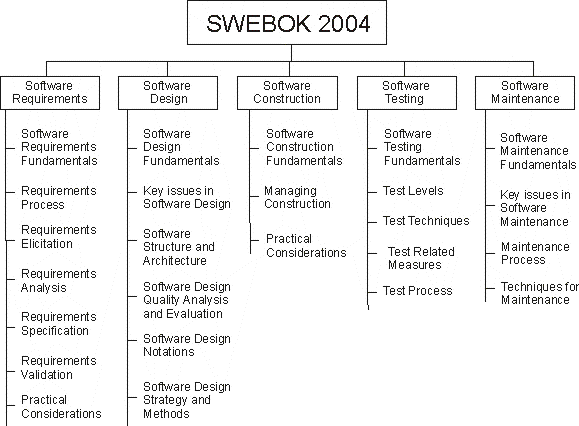 SWEBOK 2004
Software
Requirements
Software
Design
Software
Construction
Software
Testing
Software
Maintenance
Software
Requirements
Fundamentals
Requirements
Process
Requirements
Elicitation
Requirements
Analysis
Requirements
Specification
Requirements
Validation
Practical
Considerations
Software
Design
Fundamentals
Key issues in
Software Design
Software
Structure and
Architecture
Software Design
Quality Analysis
and Evaluation
Software Design
Notations
Software Design
Strategy and
Methods
Software
Construction
Fundamentals
Managing
Construction
Practical
Considerations
Software
Testing
Fundamentals
Test Levels
Test Techniques
Test Related
Measures
Test Process
Software
Maintenance
Fundamentals
Key issues in
Software
Maintenance
Maintenance
Process
Techniques for
Maintenance